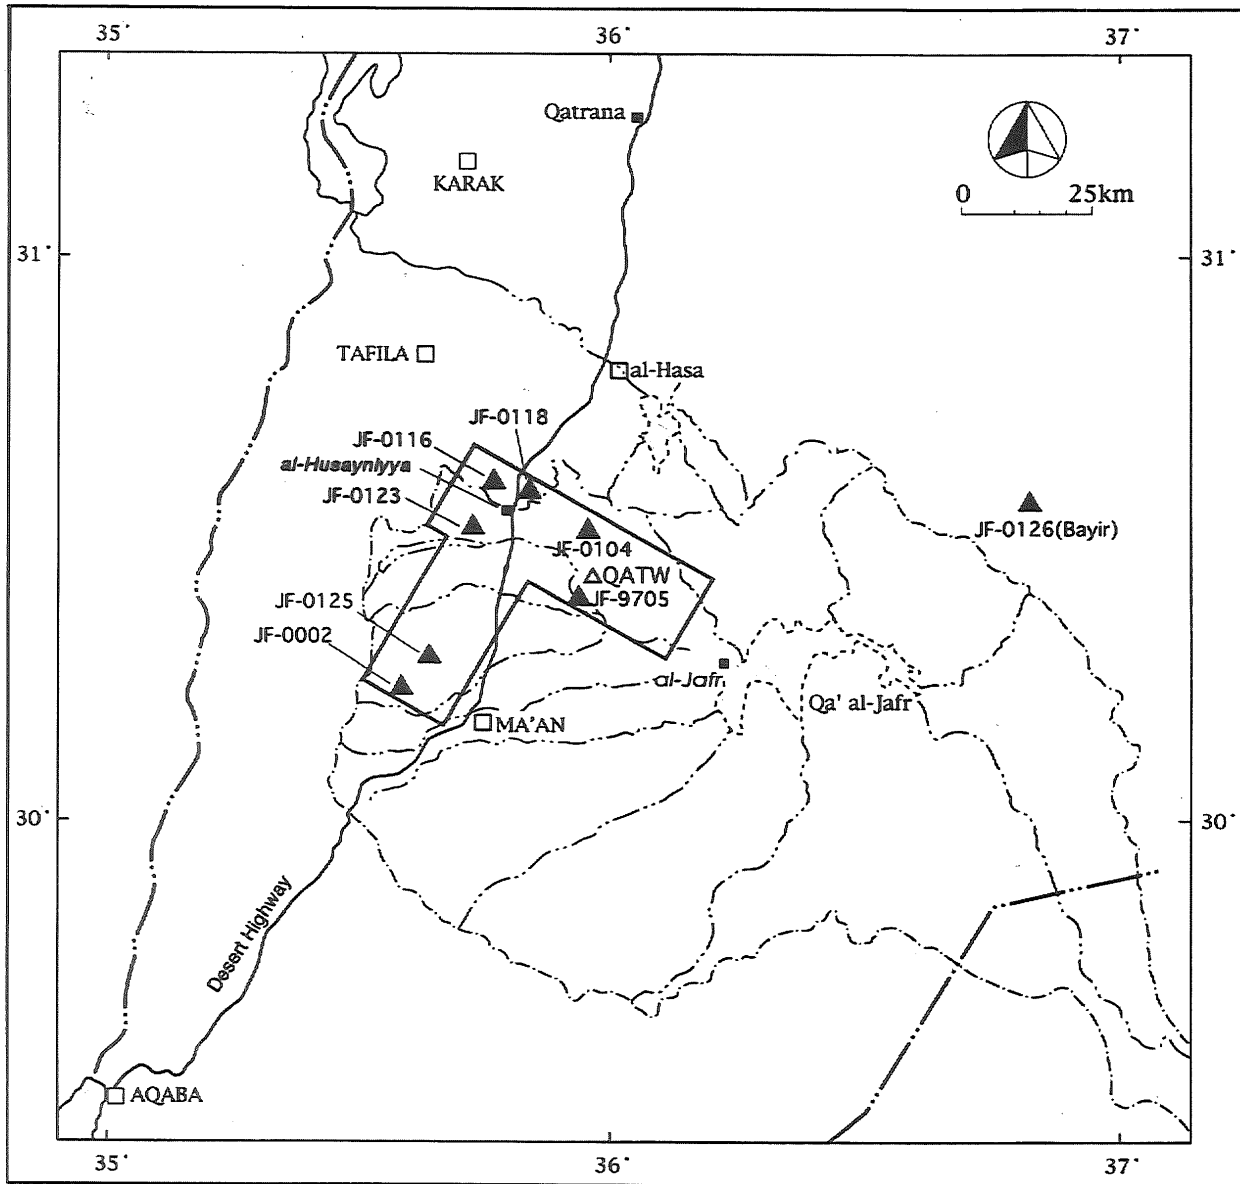 35° 36° 37°
Qatrana
KARAK
0 25km
31° 31°
TAFILA
al-Hasa
JF-0118
JF-0116
al-Husayniyya
JF-0123
JF-0126(Bayir)
JF-0104
QATW
JF-9705
JF-0125
JF-0002
al-Jafr
Qa' al-Jafr
MA'AN
30° 30°
Desert Highway
AQABA
35° 36° 37°